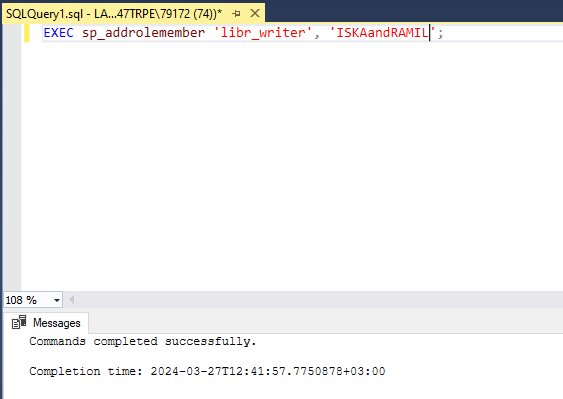 SQLQuery1.sql - LA...47TRPE\79172 (74))*
EXEC sp_addrolemember 'libr_writer', 'ISKAandRAMIL';
108 %
Messages
Commands completed successfully.
Completion time: 2024-03-27T12:41:57.7750878+03:00